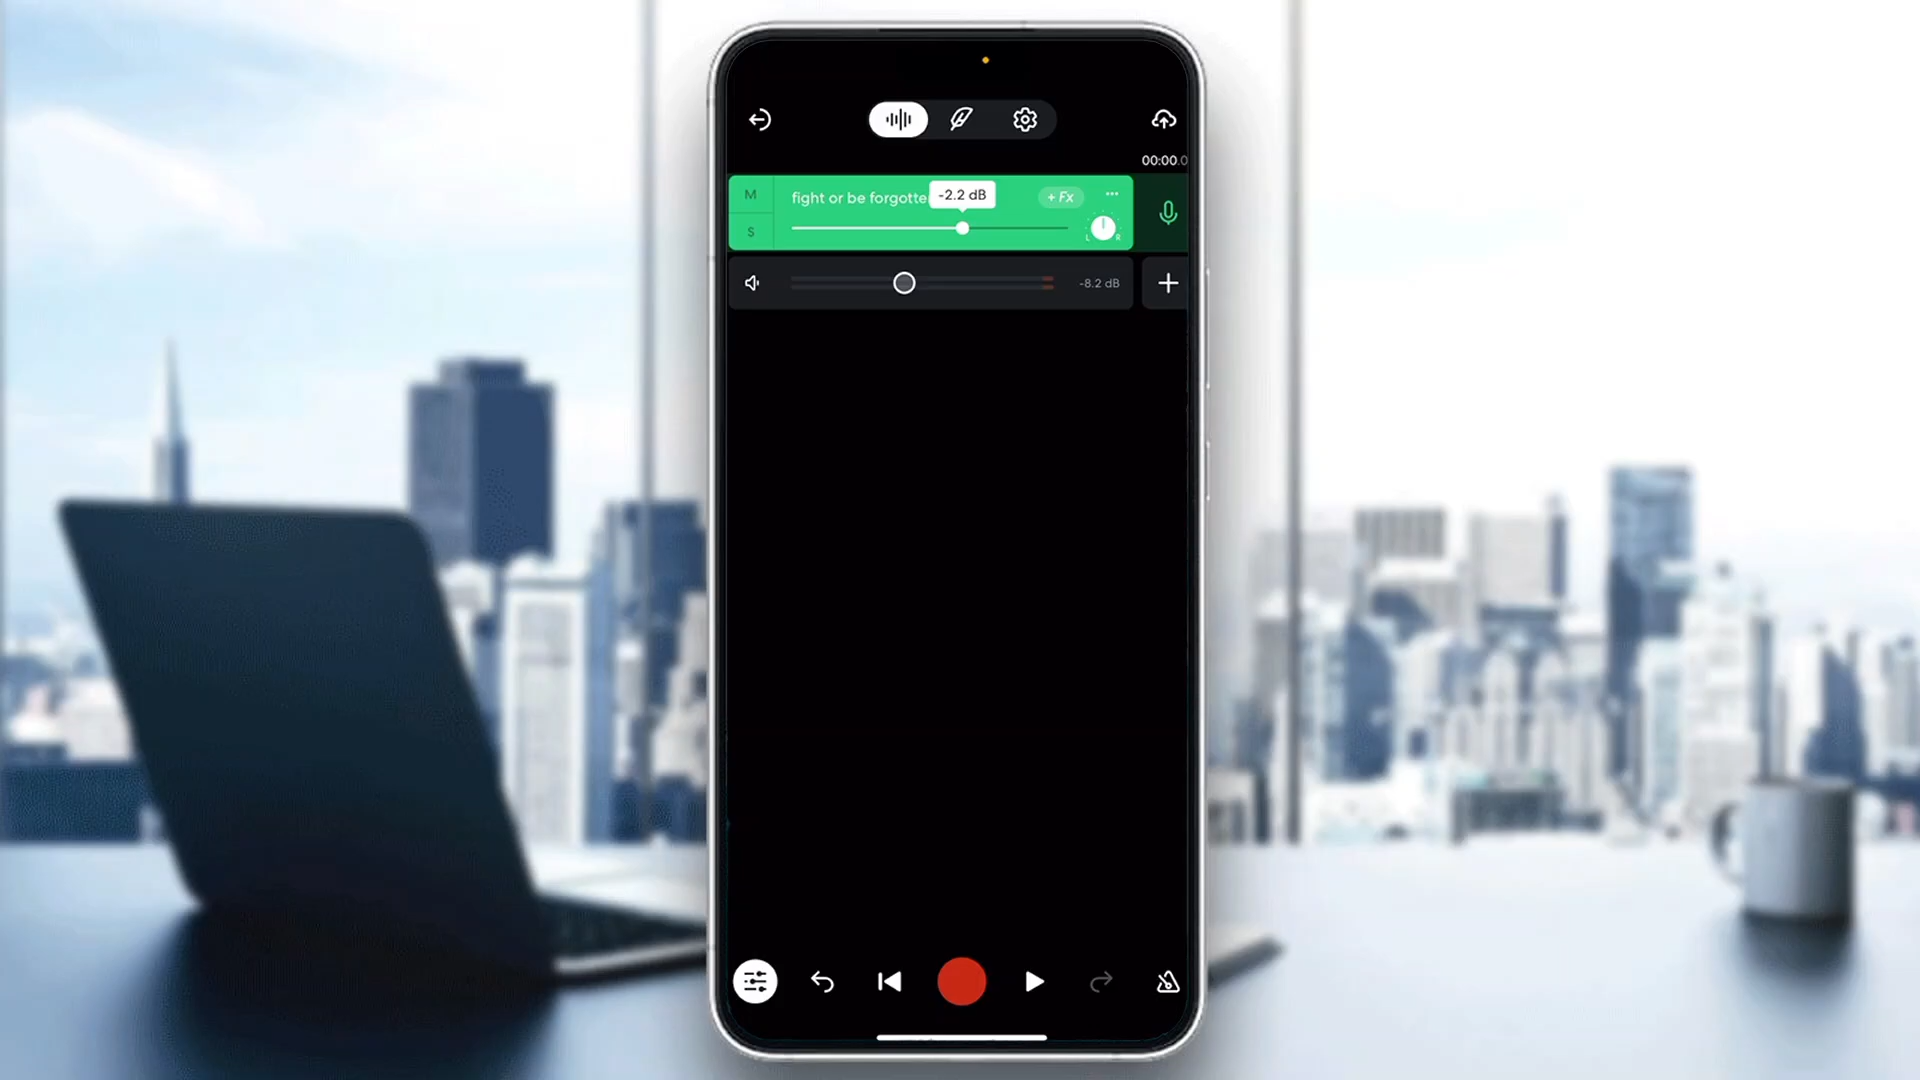 00:00.0
M
fight or be forgotte
-2.2 dB
+ Fx
S
L R
-8.2 dB